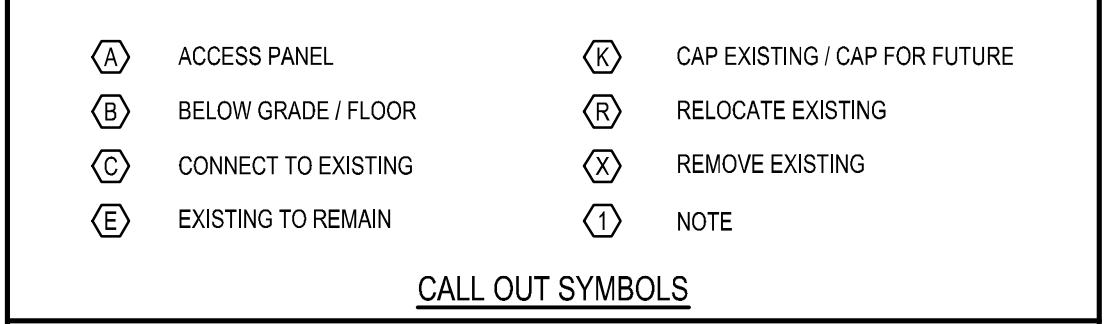 A ACCESS PANEL
B BELOW GRADE / FLOOR
C CONNECT TO EXISTING
E EXISTING TO REMAIN
K CAP EXISTING / CAP FOR FUTURE
R RELOCATE EXISTING
X REMOVE EXISTING
1 NOTE
CALL OUT SYMBOLS